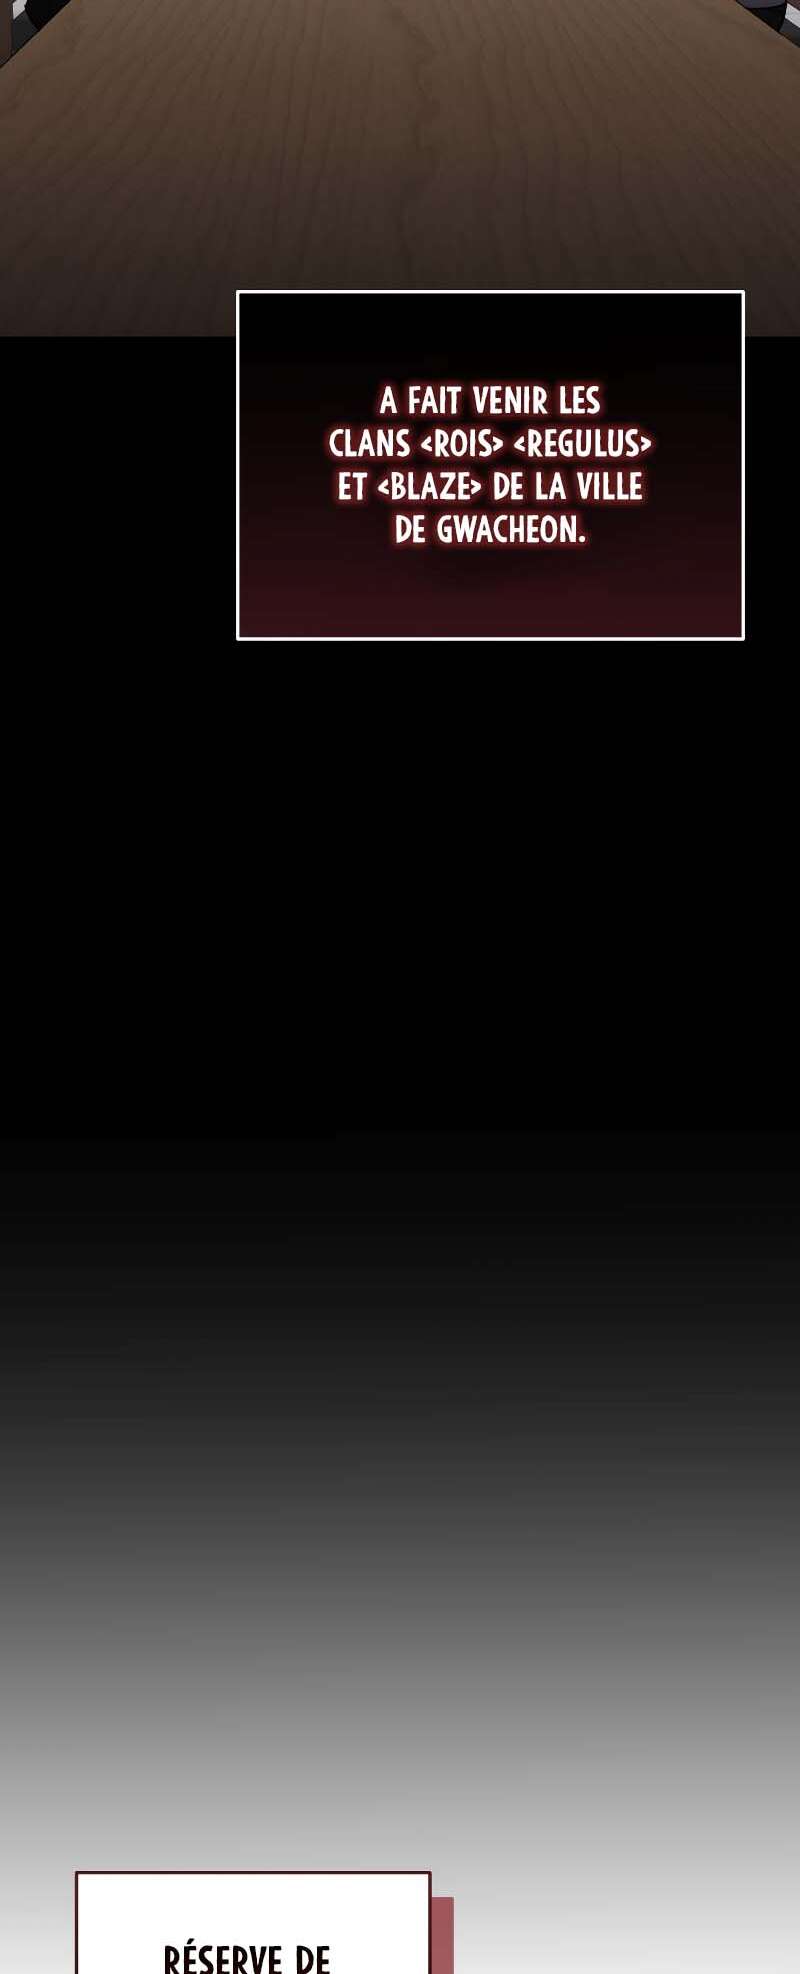 A FAIT VENIR LES
CLANS <ROIS> <REGULUS>
ET <BLAZE> DE LA VILLE
DE GWACHEON.
RÉSERVE DE